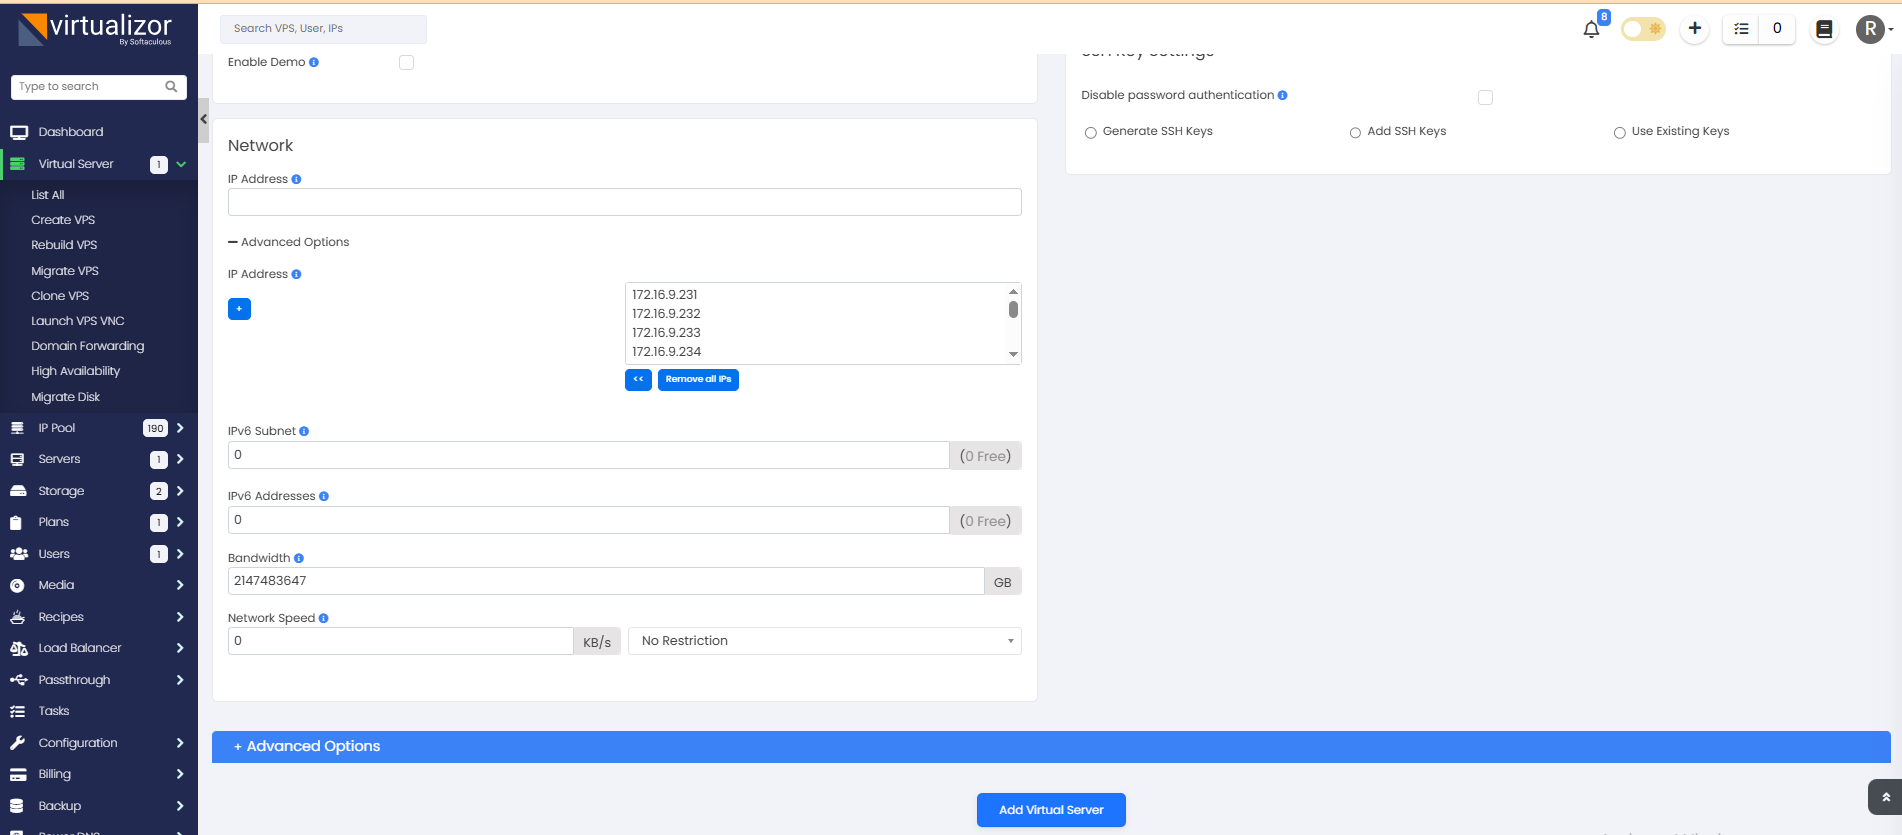 virtualizor
By Softaculous
Search VPS, User, IPs
8
0
R
Type to search
Dashboard
Virtual Server 1
List All
Create VPS
Rebuild VPS
Migrate VPS
Clone VPS
Launch VPS VNC
Domain Forwarding
High Availability
Migrate Disk
IP Pool 190
Servers 1
Storage 2
Plans 1
Users 1
Media
Recipes
Load Balancer
Passthrough
Tasks
Configuration
Billing
Backup
Enable Demo
Network
IP Address
Advanced Options
IP Address
+
172.16.9.231
172.16.9.232
172.16.9.233
172.16.9.234
<< Remove all IPs
IPv6 Subnet
0 (0 Free)
IPv6 Addresses
0 (0 Free)
Bandwidth
2147483647 GB
Network Speed
0 KB/s No Restriction
SSH Key Settings
Disable password authentication
Generate SSH Keys Add SSH Keys Use Existing Keys
+ Advanced Options
Add Virtual Server